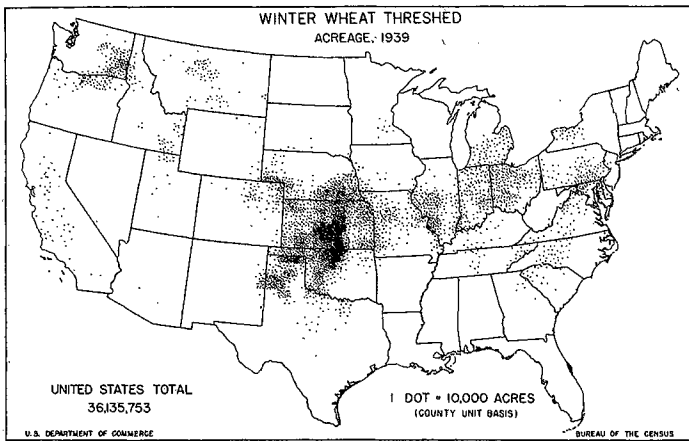 WINTER WHEAT THRESHED
ACREAGE, 1939
UNITED STATES TOTAL
36,135,753
1 DOT = 10,000 ACRES
(COUNTY UNIT BASIS)
U.S. DEPARTMENT OF COMMERCE
BUREAU OF THE CENSUS